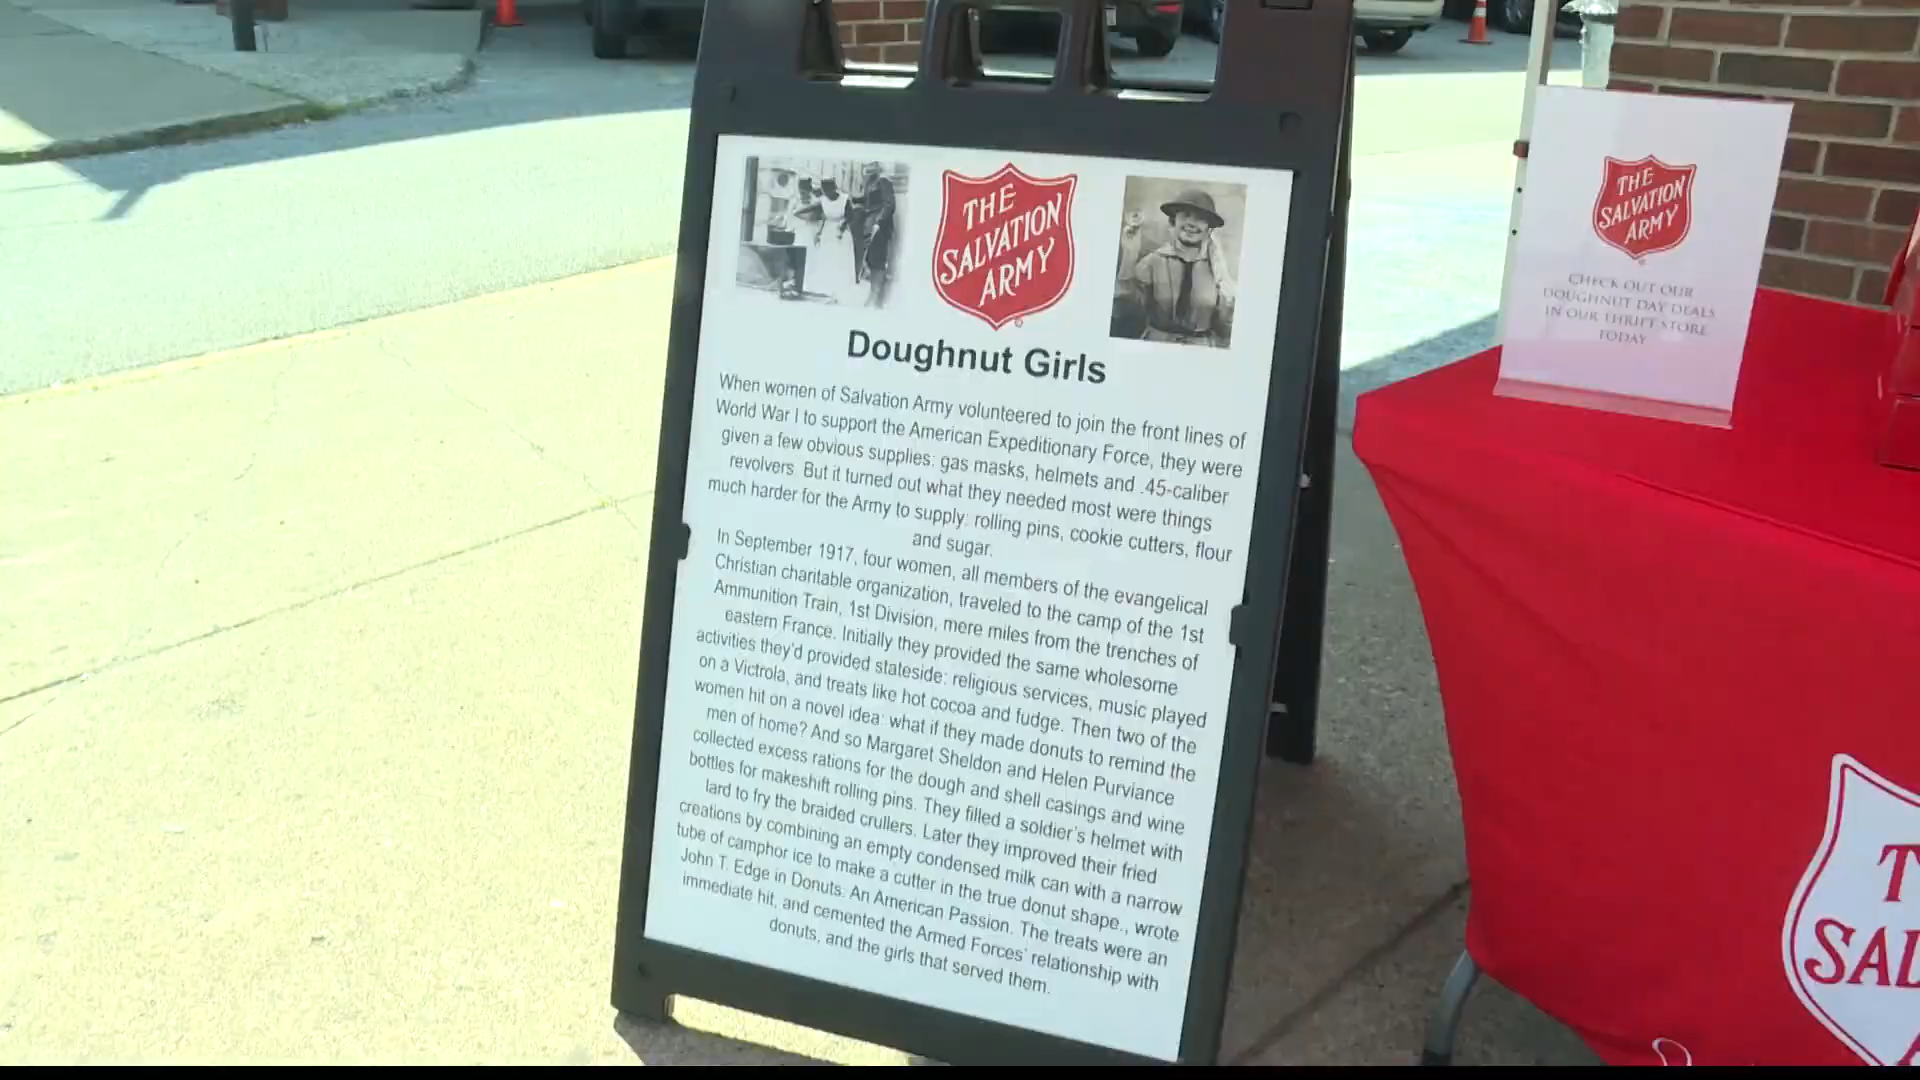 THE
SALVATION
ARMY
Doughnut Girls
When women of Salvation Army volunteered to join the front lines of
World War I to support the American Expeditionary Force, they were
given a few obvious supplies: gas masks, helmets and .45-caliber
revolvers. But it turned out what they needed most were things
much harder for the Army to supply: rolling pins, cookie cutters, flour
and sugar.
In September 1917, four women, all members of the evangelical
Christian charitable organization, traveled to the camp of the 1st
Ammunition Train, 1st Division, mere miles from the trenches of
eastern France. Initially they provided the same wholesome
activities they'd provided stateside: religious services, music played
on a Victrola, and treats like hot cocoa and fudge. Then two of the
women hit on a novel idea: what if they made donuts to remind the
men of home? And so Margaret Sheldon and Helen Purviance
collected excess rations for the dough and shell casings and wine
bottles for makeshift rolling pins. They filled a soldier's helmet with
lard to fry the braided crullers. Later they improved their fried
creations by combining an empty condensed milk can with a narrow
tube of camphor ice to make a cutter in the true donut shape., wrote
John T. Edge in Donuts: An American Passion. The treats were an
immediate hit, and cemented the Armed Forces' relationship with
donuts, and the girls that served them.
THE
SALVATION
ARMY
CHECK OUT OUR
DOUGHNUT DAY DEALS
IN OUR THRIFT STORE
TODAY
T
SAL